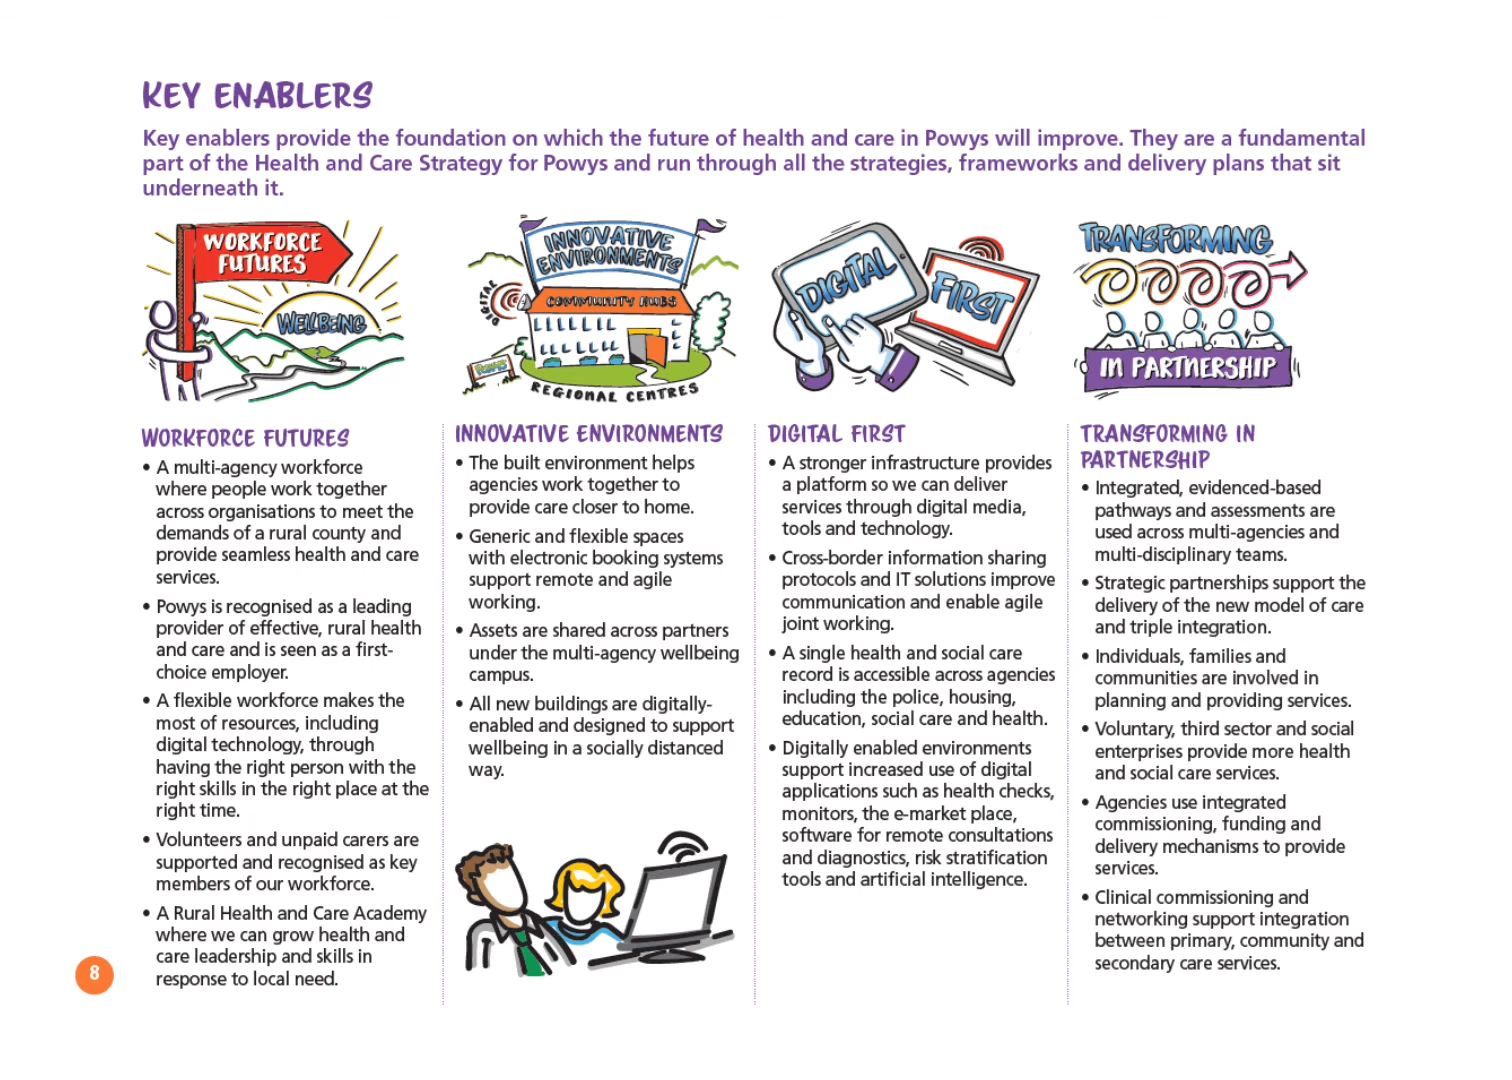 KEY ENABLERS
Key enablers provide the foundation on which the future of health and care in Powys will improve. They are a fundamental
part of the Health and Care Strategy for Powys and run through all the strategies, frameworks and delivery plans that sit
underneath it.
WORKFORCE
FUTURES
WELLBEING
INNOVATIVE
ENVIRONMENTS
DIGITAL
COMMUNITY HUBS
POWYS
REGIONAL CENTRES
DIGITAL
FIRST
TRANSFORMING
IN PARTNERSHIP
WORKFORCE FUTURES
• A multi-agency workforce
where people work together
across organisations to meet the
demands of a rural county and
provide seamless health and care
services.
• Powys is recognised as a leading
provider of effective, rural health
and care and is seen as a first-
choice employer.
• A flexible workforce makes the
most of resources, including
digital technology, through
having the right person with the
right skills in the right place at the
right time.
• Volunteers and unpaid carers are
supported and recognised as key
members of our workforce.
• A Rural Health and Care Academy
where we can grow health and
care leadership and skills in
response to local need.
INNOVATIVE ENVIRONMENTS
• The built environment helps
agencies work together to
provide care closer to home.
• Generic and flexible spaces
with electronic booking systems
support remote and agile
working.
• Assets are shared across partners
under the multi-agency wellbeing
campus.
• All new buildings are digitally-
enabled and designed to support
wellbeing in a socially distanced
way.
DIGITAL FIRST
• A stronger infrastructure provides
a platform so we can deliver
services through digital media,
tools and technology.
• Cross-border information sharing
protocols and IT solutions improve
communication and enable agile
joint working.
• A single health and social care
record is accessible across agencies
including the police, housing,
education, social care and health.
• Digitally enabled environments
support increased use of digital
applications such as health checks,
monitors, the e-market place,
software for remote consultations
and diagnostics, risk stratification
tools and artificial intelligence.
TRANSFORMING IN
PARTNERSHIP
• Integrated, evidenced-based
pathways and assessments are
used across multi-agencies and
multi-disciplinary teams.
• Strategic partnerships support the
delivery of the new model of care
and triple integration.
• Individuals, families and
communities are involved in
planning and providing services.
• Voluntary, third sector and social
enterprises provide more health
and social care services.
• Agencies use integrated
commissioning, funding and
delivery mechanisms to provide
services.
• Clinical commissioning and
networking support integration
between primary, community and
secondary care services.
8